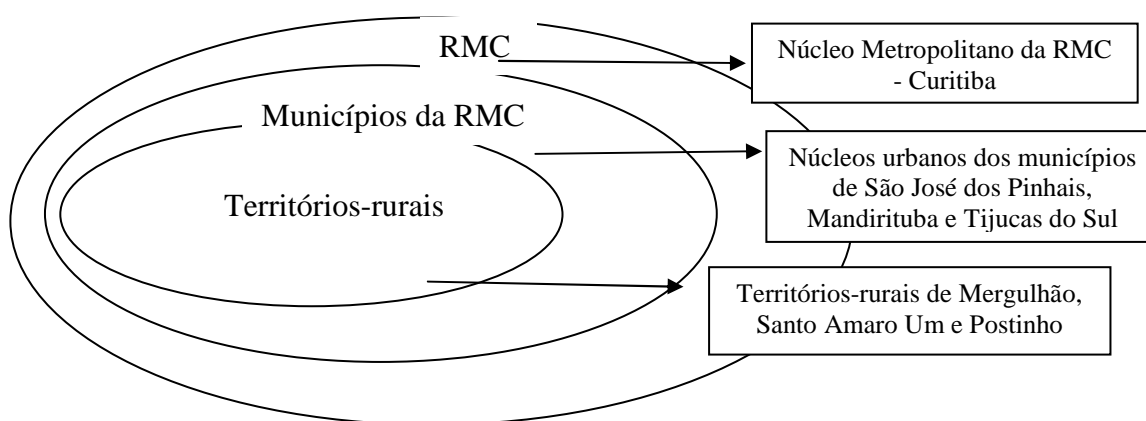 RMC
Núcleo Metropolitano da RMC
- Curitiba
Municípios da RMC
Núcleos urbanos dos municípios
de São José dos Pinhais,
Mandirituba e Tijucas do Sul
Territórios-rurais
Territórios-rurais de Mergulhão,
Santo Amaro Um e Postinho